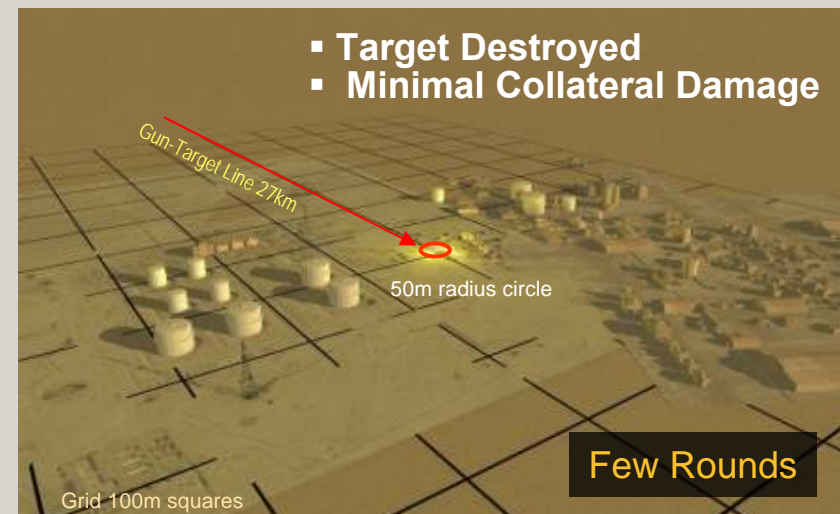 ▪ Target Destroyed
▪ Minimal Collateral Damage
Gun-Target Line 27km
50m radius circle
Few Rounds
Grid 100m squares